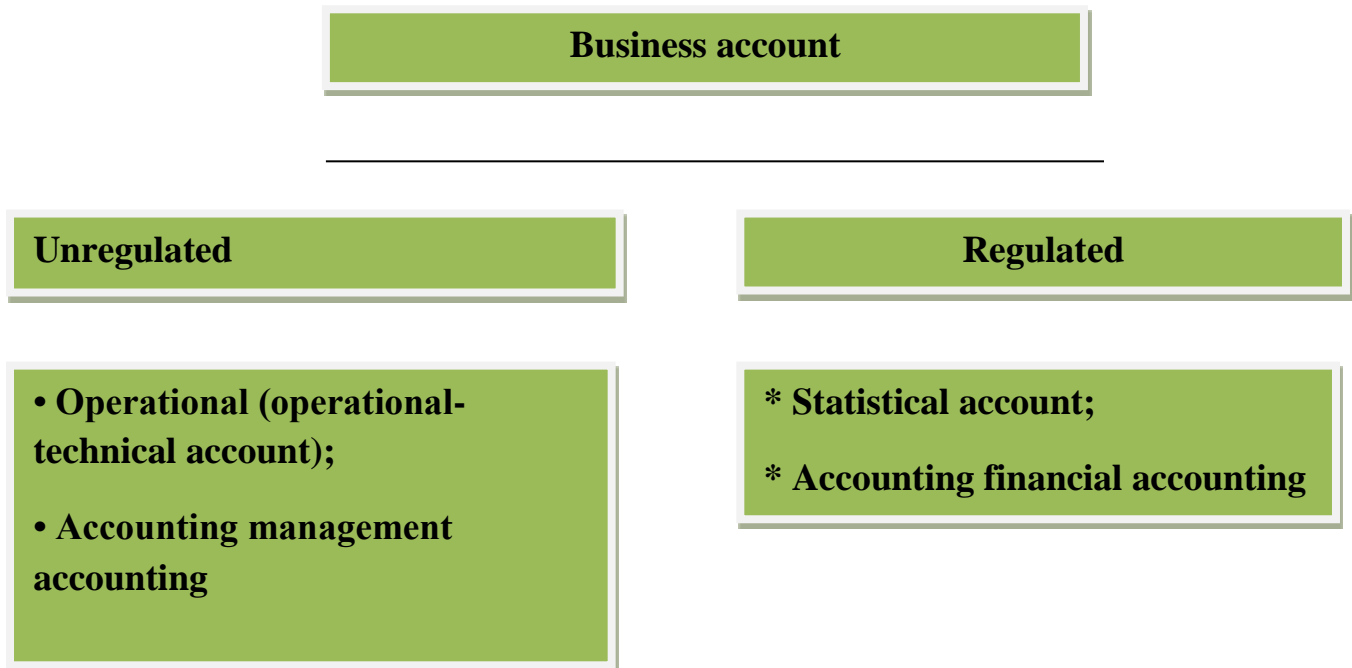 Business account
Unregulated
Regulated
• Operational (operational-
technical account);
• Accounting management
accounting
* Statistical account;
* Accounting financial accounting